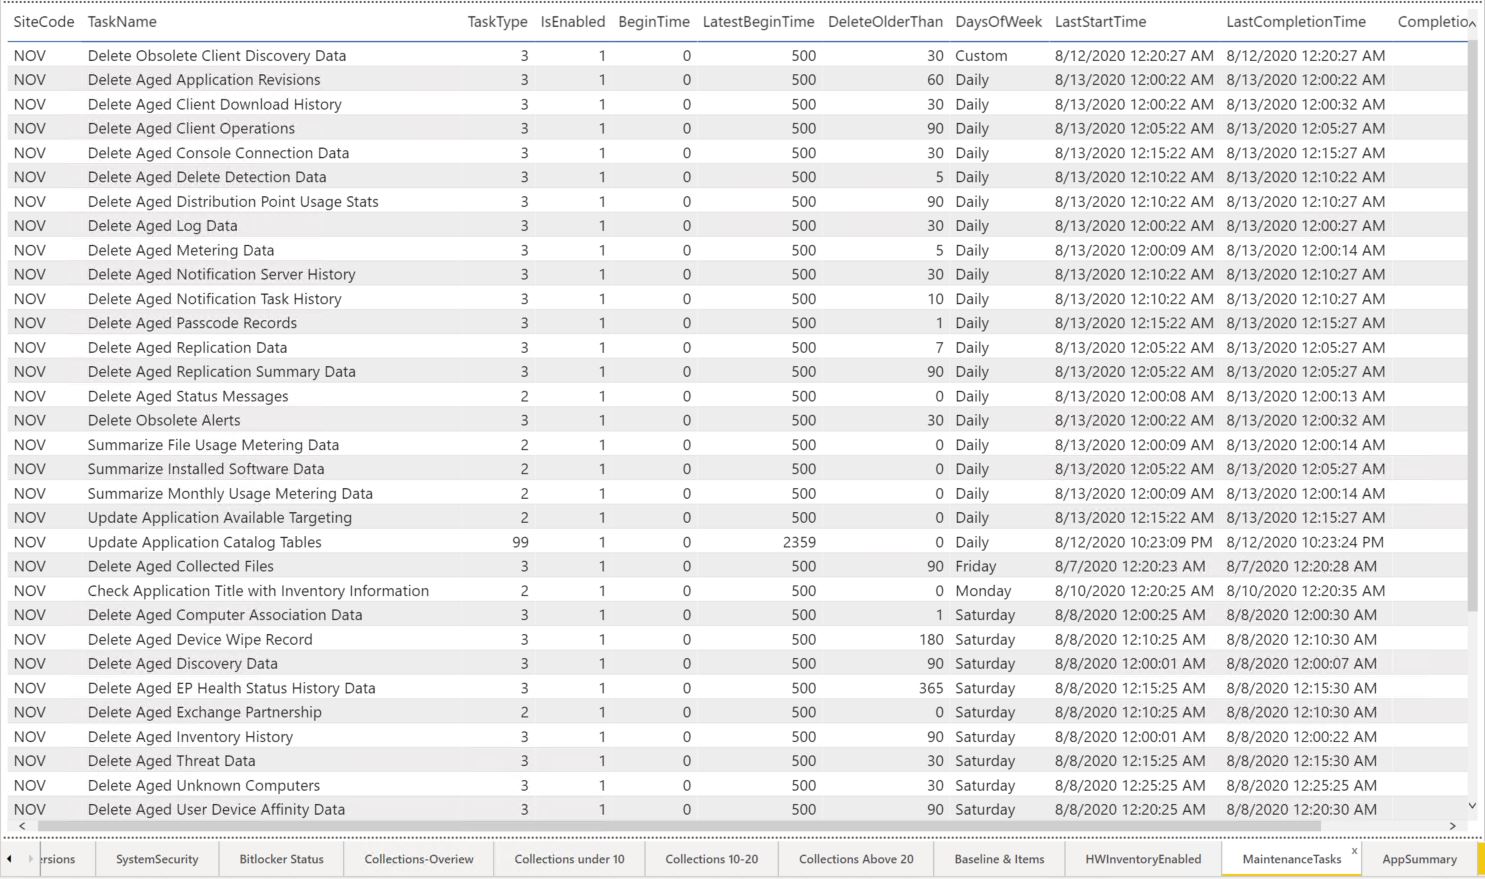 SiteCode TaskName TaskType IsEnabled BeginTime LatestBeginTime DeleteOlderThan DaysOfWeek LastStartTime LastCompletionTime Completio
NOV Delete Obsolete Client Discovery Data 3 1 0 500 30 Custom 8/12/2020 12:20:27 AM 8/12/2020 12:20:27 AM
NOV Delete Aged Application Revisions 3 1 0 500 60 Daily 8/13/2020 12:00:22 AM 8/13/2020 12:00:22 AM
NOV Delete Aged Client Download History 3 1 0 500 30 Daily 8/13/2020 12:00:22 AM 8/13/2020 12:00:32 AM
NOV Delete Aged Client Operations 3 1 0 500 90 Daily 8/13/2020 12:05:22 AM 8/13/2020 12:05:27 AM
NOV Delete Aged Console Connection Data 3 1 0 500 30 Daily 8/13/2020 12:15:22 AM 8/13/2020 12:15:27 AM
NOV Delete Aged Delete Detection Data 3 1 0 500 5 Daily 8/13/2020 12:10:22 AM 8/13/2020 12:10:22 AM
NOV Delete Aged Distribution Point Usage Stats 3 1 0 500 90 Daily 8/13/2020 12:10:22 AM 8/13/2020 12:10:27 AM
NOV Delete Aged Log Data 3 1 0 500 30 Daily 8/13/2020 12:00:22 AM 8/13/2020 12:00:27 AM
NOV Delete Aged Metering Data 3 1 0 500 5 Daily 8/13/2020 12:00:09 AM 8/13/2020 12:00:14 AM
NOV Delete Aged Notification Server History 3 1 0 500 30 Daily 8/13/2020 12:10:22 AM 8/13/2020 12:10:27 AM
NOV Delete Aged Notification Task History 3 1 0 500 10 Daily 8/13/2020 12:10:22 AM 8/13/2020 12:10:27 AM
NOV Delete Aged Passcode Records 3 1 0 500 1 Daily 8/13/2020 12:15:22 AM 8/13/2020 12:15:27 AM
NOV Delete Aged Replication Data 3 1 0 500 7 Daily 8/13/2020 12:05:22 AM 8/13/2020 12:05:27 AM
NOV Delete Aged Replication Summary Data 3 1 0 500 90 Daily 8/13/2020 12:05:22 AM 8/13/2020 12:05:27 AM
NOV Delete Aged Status Messages 2 1 0 500 0 Daily 8/13/2020 12:00:08 AM 8/13/2020 12:00:13 AM
NOV Delete Obsolete Alerts 3 1 0 500 30 Daily 8/13/2020 12:00:22 AM 8/13/2020 12:00:32 AM
NOV Summarize File Usage Metering Data 2 1 0 500 0 Daily 8/13/2020 12:00:09 AM 8/13/2020 12:00:14 AM
NOV Summarize Installed Software Data 2 1 0 500 0 Daily 8/13/2020 12:05:22 AM 8/13/2020 12:05:27 AM
NOV Summarize Monthly Usage Metering Data 2 1 0 500 0 Daily 8/13/2020 12:00:09 AM 8/13/2020 12:00:14 AM
NOV Update Application Available Targeting 2 1 0 500 0 Daily 8/13/2020 12:15:22 AM 8/13/2020 12:15:27 AM
NOV Update Application Catalog Tables 99 1 0 2359 0 Daily 8/12/2020 10:23:09 PM 8/12/2020 10:23:24 PM
NOV Delete Aged Collected Files 3 1 0 500 90 Friday 8/7/2020 12:20:23 AM 8/7/2020 12:20:28 AM
NOV Check Application Title with Inventory Information 2 1 0 500 0 Monday 8/10/2020 12:20:25 AM 8/10/2020 12:20:35 AM
NOV Delete Aged Computer Association Data 3 1 0 500 1 Saturday 8/8/2020 12:00:25 AM 8/8/2020 12:00:30 AM
NOV Delete Aged Device Wipe Record 3 1 0 500 180 Saturday 8/8/2020 12:10:25 AM 8/8/2020 12:10:30 AM
NOV Delete Aged Discovery Data 3 1 0 500 90 Saturday 8/8/2020 12:00:01 AM 8/8/2020 12:00:07 AM
NOV Delete Aged EP Health Status History Data 3 1 0 500 365 Saturday 8/8/2020 12:15:25 AM 8/8/2020 12:15:30 AM
NOV Delete Aged Exchange Partnership 2 1 0 500 0 Saturday 8/8/2020 12:10:25 AM 8/8/2020 12:10:30 AM
NOV Delete Aged Inventory History 3 1 0 500 90 Saturday 8/8/2020 12:00:01 AM 8/8/2020 12:00:22 AM
NOV Delete Aged Threat Data 3 1 0 500 30 Saturday 8/8/2020 12:15:25 AM 8/8/2020 12:15:30 AM
NOV Delete Aged Unknown Computers 3 1 0 500 30 Saturday 8/8/2020 12:25:25 AM 8/8/2020 12:25:25 AM
NOV Delete Aged User Device Affinity Data 3 1 0 500 90 Saturday 8/8/2020 12:20:25 AM 8/8/2020 12:20:30 AM
ersions SystemSecurity Bitlocker Status Collections-Overiew Collections under 10 Collections 10-20 Collections Above 20 Baseline & Items HWInventoryEnabled MaintenanceTasks x AppSummary